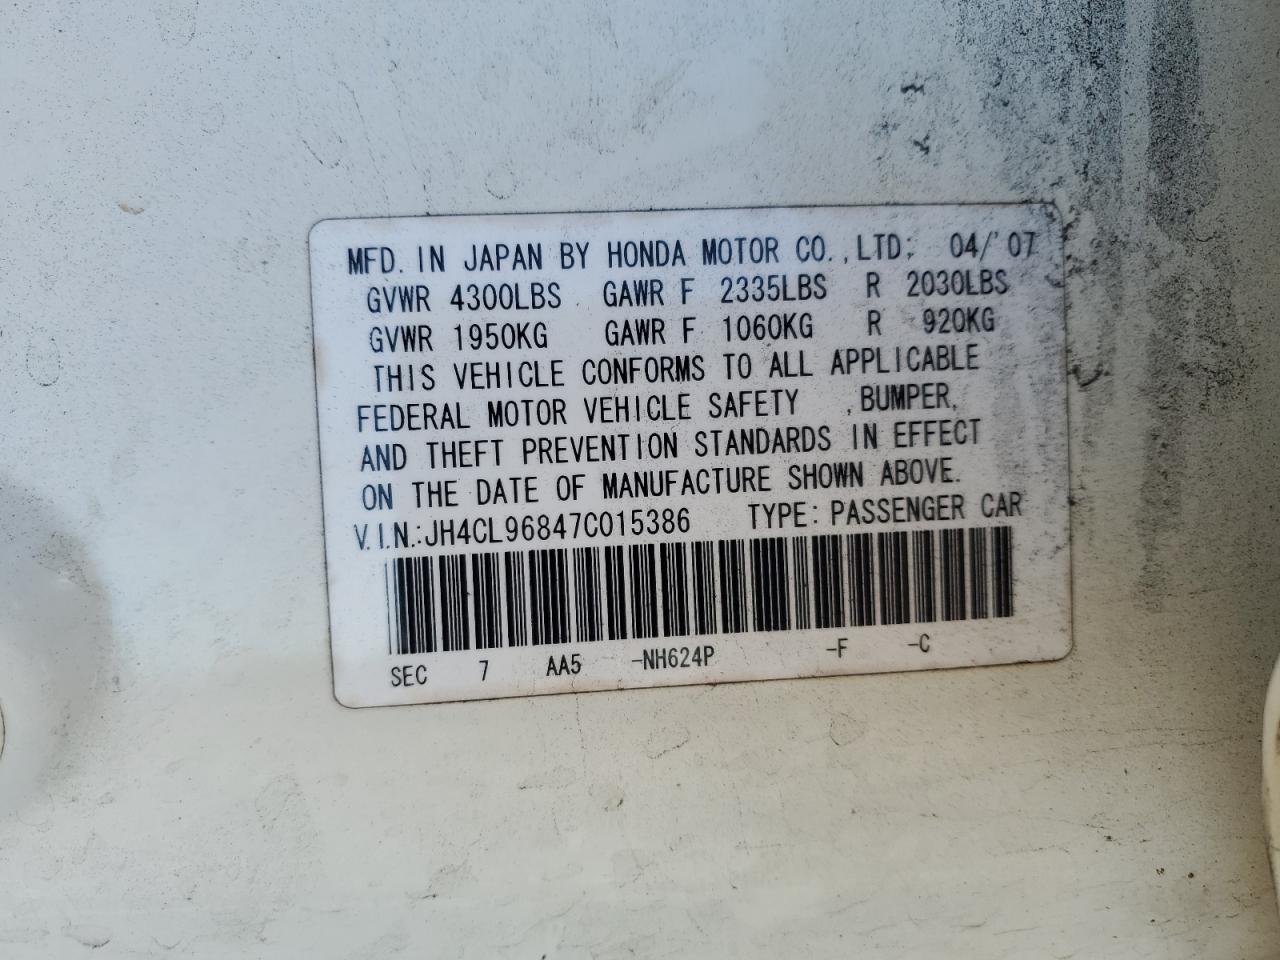 MFD. IN JAPAN BY HONDA MOTOR CO.,LTD; 04/'07
GVWR 4300LBS GAWR F 2335LBS R 2030LBS
GVWR 1950KG GAWR F 1060KG R 920KG
THIS VEHICLE CONFORMS TO ALL APPLICABLE
FEDERAL MOTOR VEHICLE SAFETY ,BUMPER,
AND THEFT PREVENTION STANDARDS IN EFFECT
ON THE DATE OF MANUFACTURE SHOWN ABOVE.
V.I.N.:JH4CL96847C015386 TYPE: PASSENGER CAR
SEC 7 AA5 -NH624P -F -C